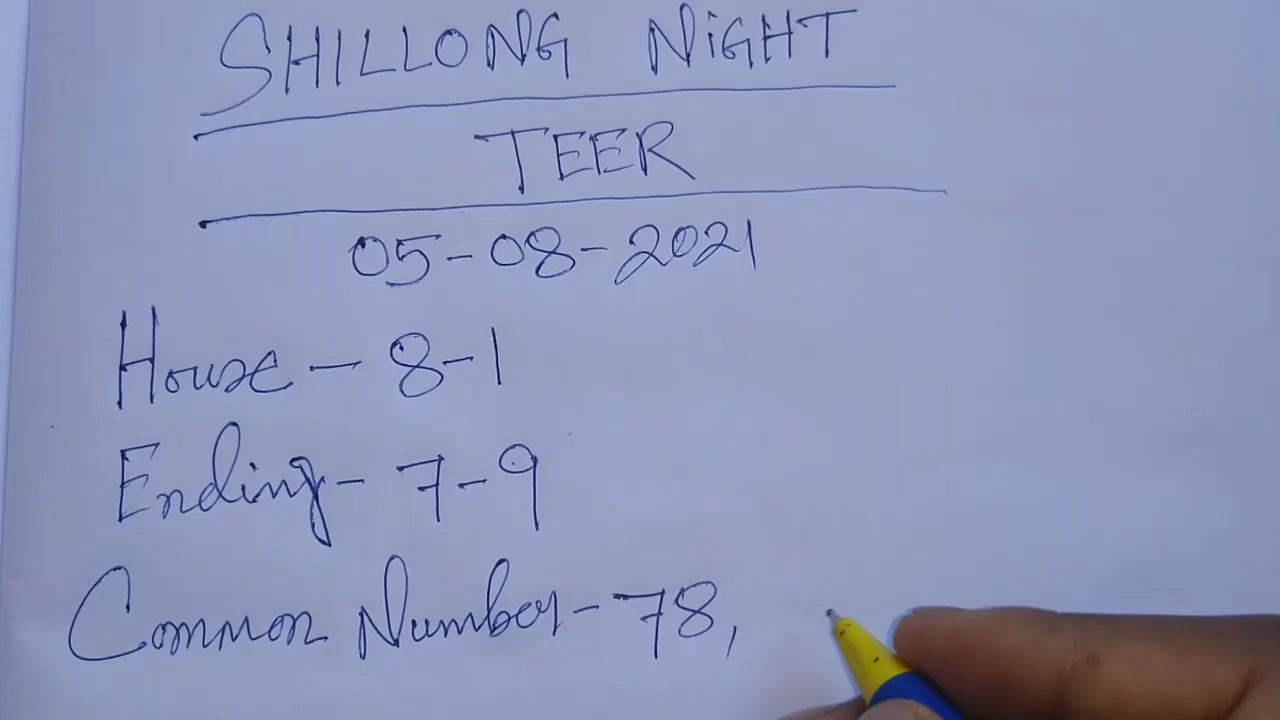 SHILLONG NiGHT
TEER
05-08-2021
House - 8-1
Ending - 7-9
Common Number - 78,